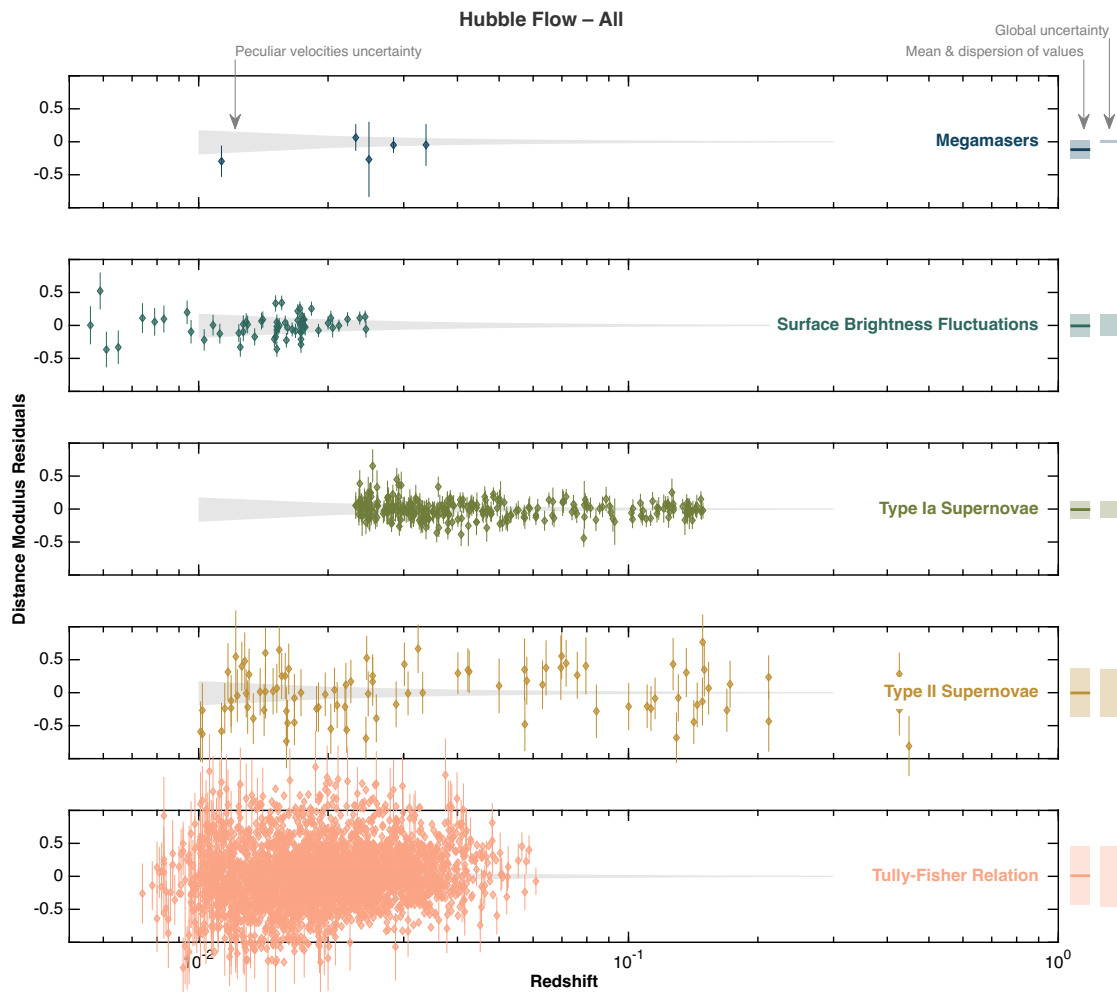 Hubble Flow – All
Global uncertainty
Peculiar velocities uncertainty
Mean & dispersion of values
0.5
0
-0.5
Megamasers
0.5
0
-0.5
Surface Brightness Fluctuations
Distance Modulus Residuals
0.5
0
-0.5
Type Ia Supernovae
0.5
0
-0.5
Type II Supernovae
0.5
0
-0.5
Tully-Fisher Relation
10⁻² 10⁻¹ 10⁰
Redshift